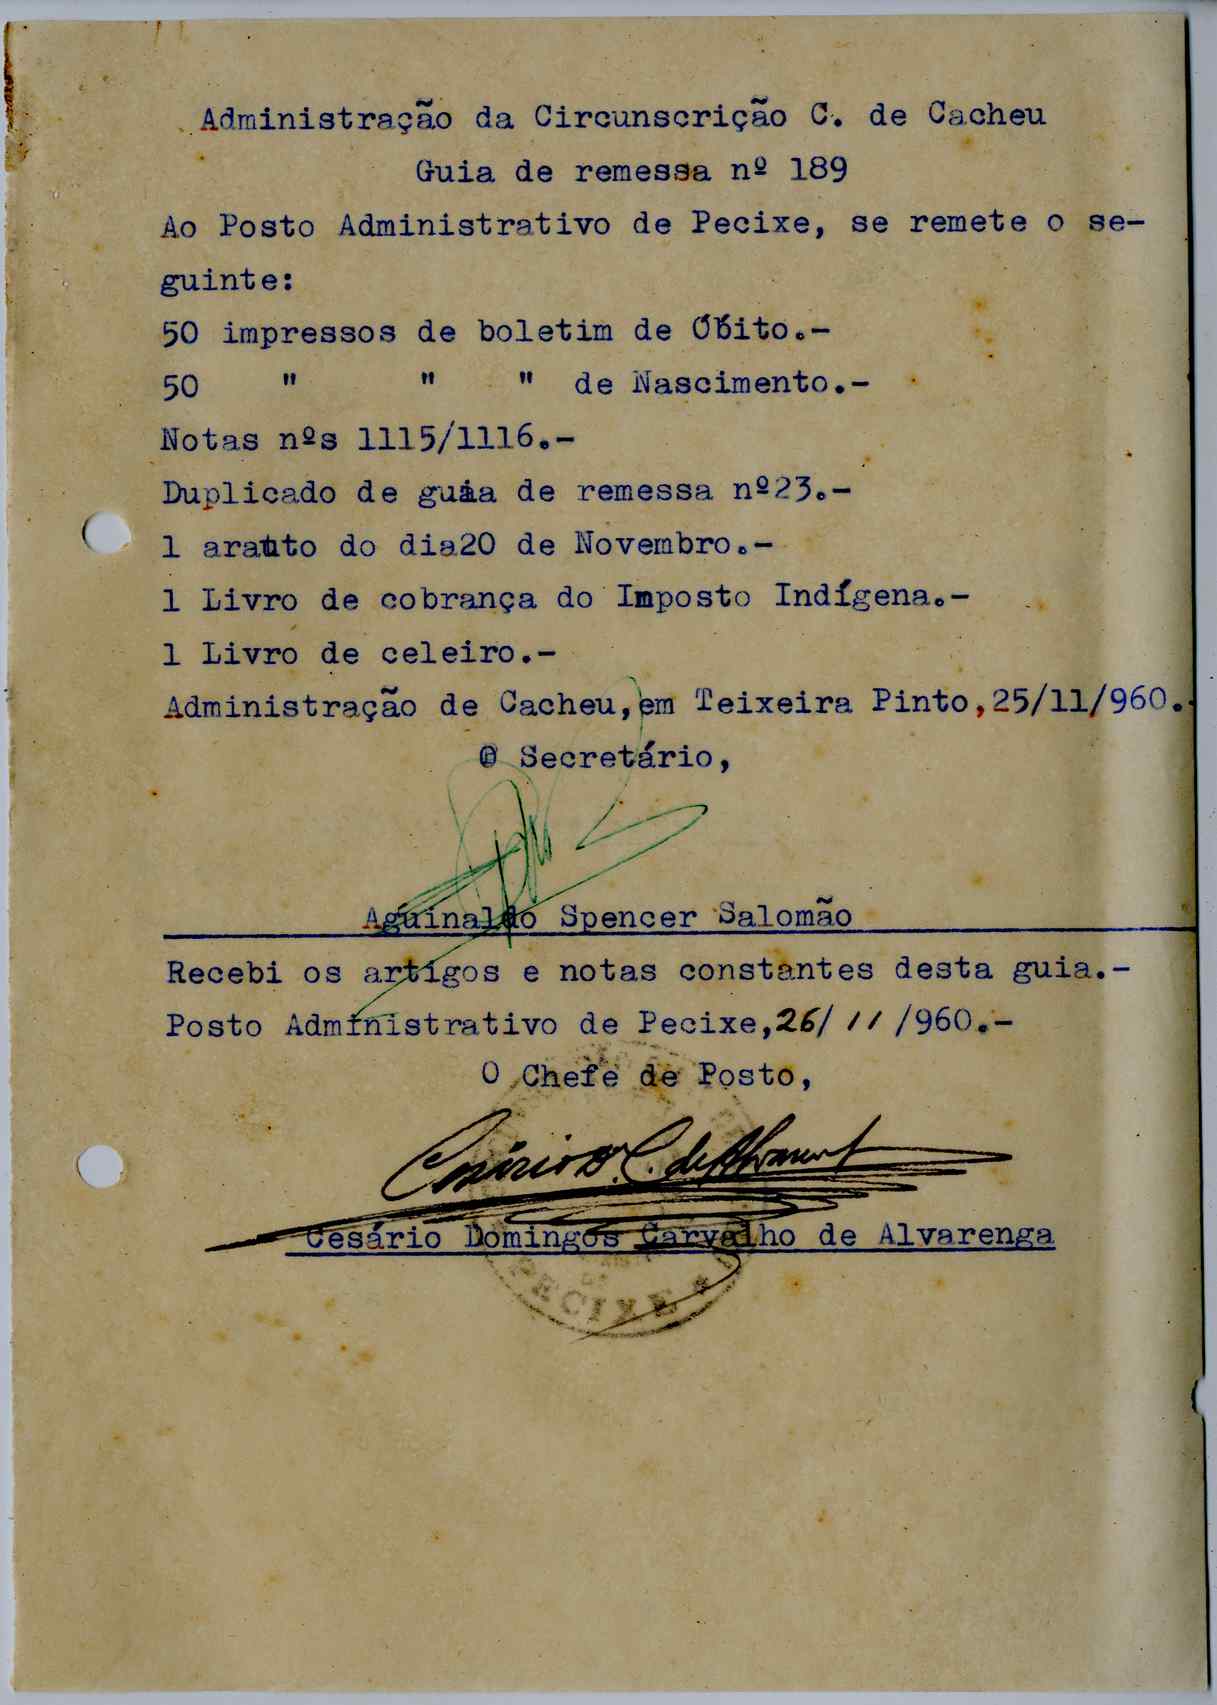 Administração da Circunscrição C. de Cacheu
Guia de remessa nº 189
Ao Posto Administrativo de Pecixe, se remete o se-
guinte:
50 impressos de boletim de Óbito.-
50 " " " de Nascimento.-
Notas nºs 1115/1116.-
Duplicado de guia de remessa nº23.-
1 arauto do dia20 de Novembro.-
1 Livro de cobrança do Imposto Indígena.-
1 Livro de celeiro.-
Administração de Cacheu, em Teixeira Pinto,25/11/960.-
O Secretário,
Aguinaldo Spencer Salomão
Recebi os artigos e notas constantes desta guia.-
Posto Administrativo de Pecixe,26/11/960.-
O Chefe de Posto,
Cesário D. C. de
Cesário Domingos Carvalho de Alvarenga
PECIXE